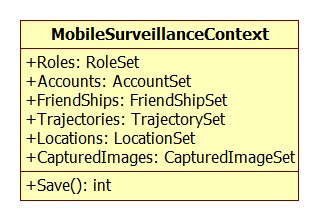 MobileSurveillanceContext
+Roles: RoleSet
+Accounts: AccountSet
+FriendShips: FriendShipSet
+Trajectories: TrajectorySet
+Locations: LocationSet
+CapturedImages: CapturedImageSet
+Save(): int